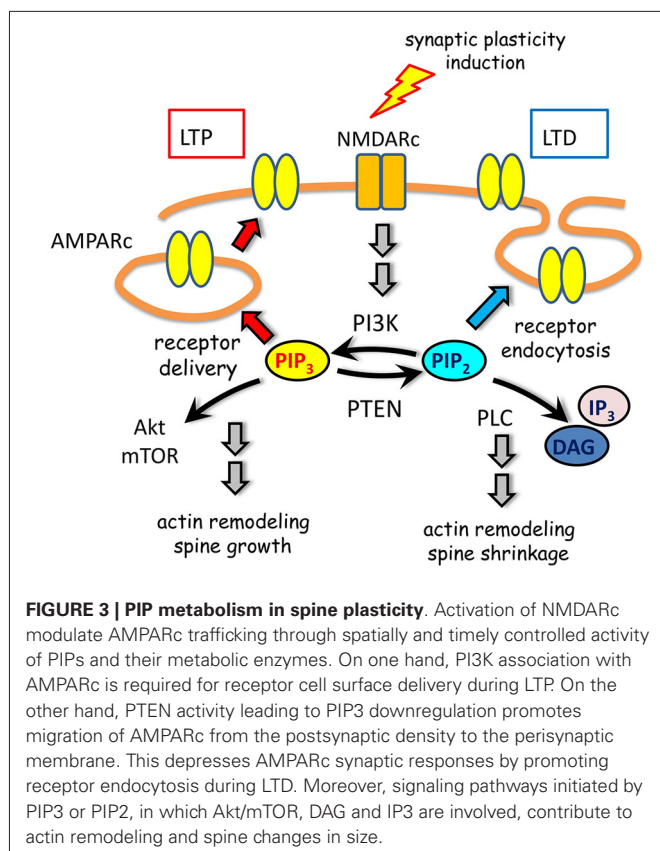 synaptic plasticity
induction
LTP
NMDARc
LTD
AMPARc
PI3K
receptor
delivery
receptor
endocytosis
PIP3
PIP2
PTEN
Akt
mTOR
PLC
IP3
DAG
actin remodeling
spine growth
actin remodeling
spine shrinkage
FIGURE 3 | PIP metabolism in spine plasticity. Activation of NMDARc
modulate AMPARc trafficking through spatially and timely controlled activity
of PIPs and their metabolic enzymes. On one hand, PI3K association with
AMPARc is required for receptor cell surface delivery during LTP. On the
other hand, PTEN activity leading to PIP3 downregulation promotes
migration of AMPARc from the postsynaptic density to the perisynaptic
membrane. This depresses AMPARc synaptic responses by promoting
receptor endocytosis during LTD. Moreover, signaling pathways initiated by
PIP3 or PIP2, in which Akt/mTOR, DAG and IP3 are involved, contribute to
actin remodeling and spine changes in size.